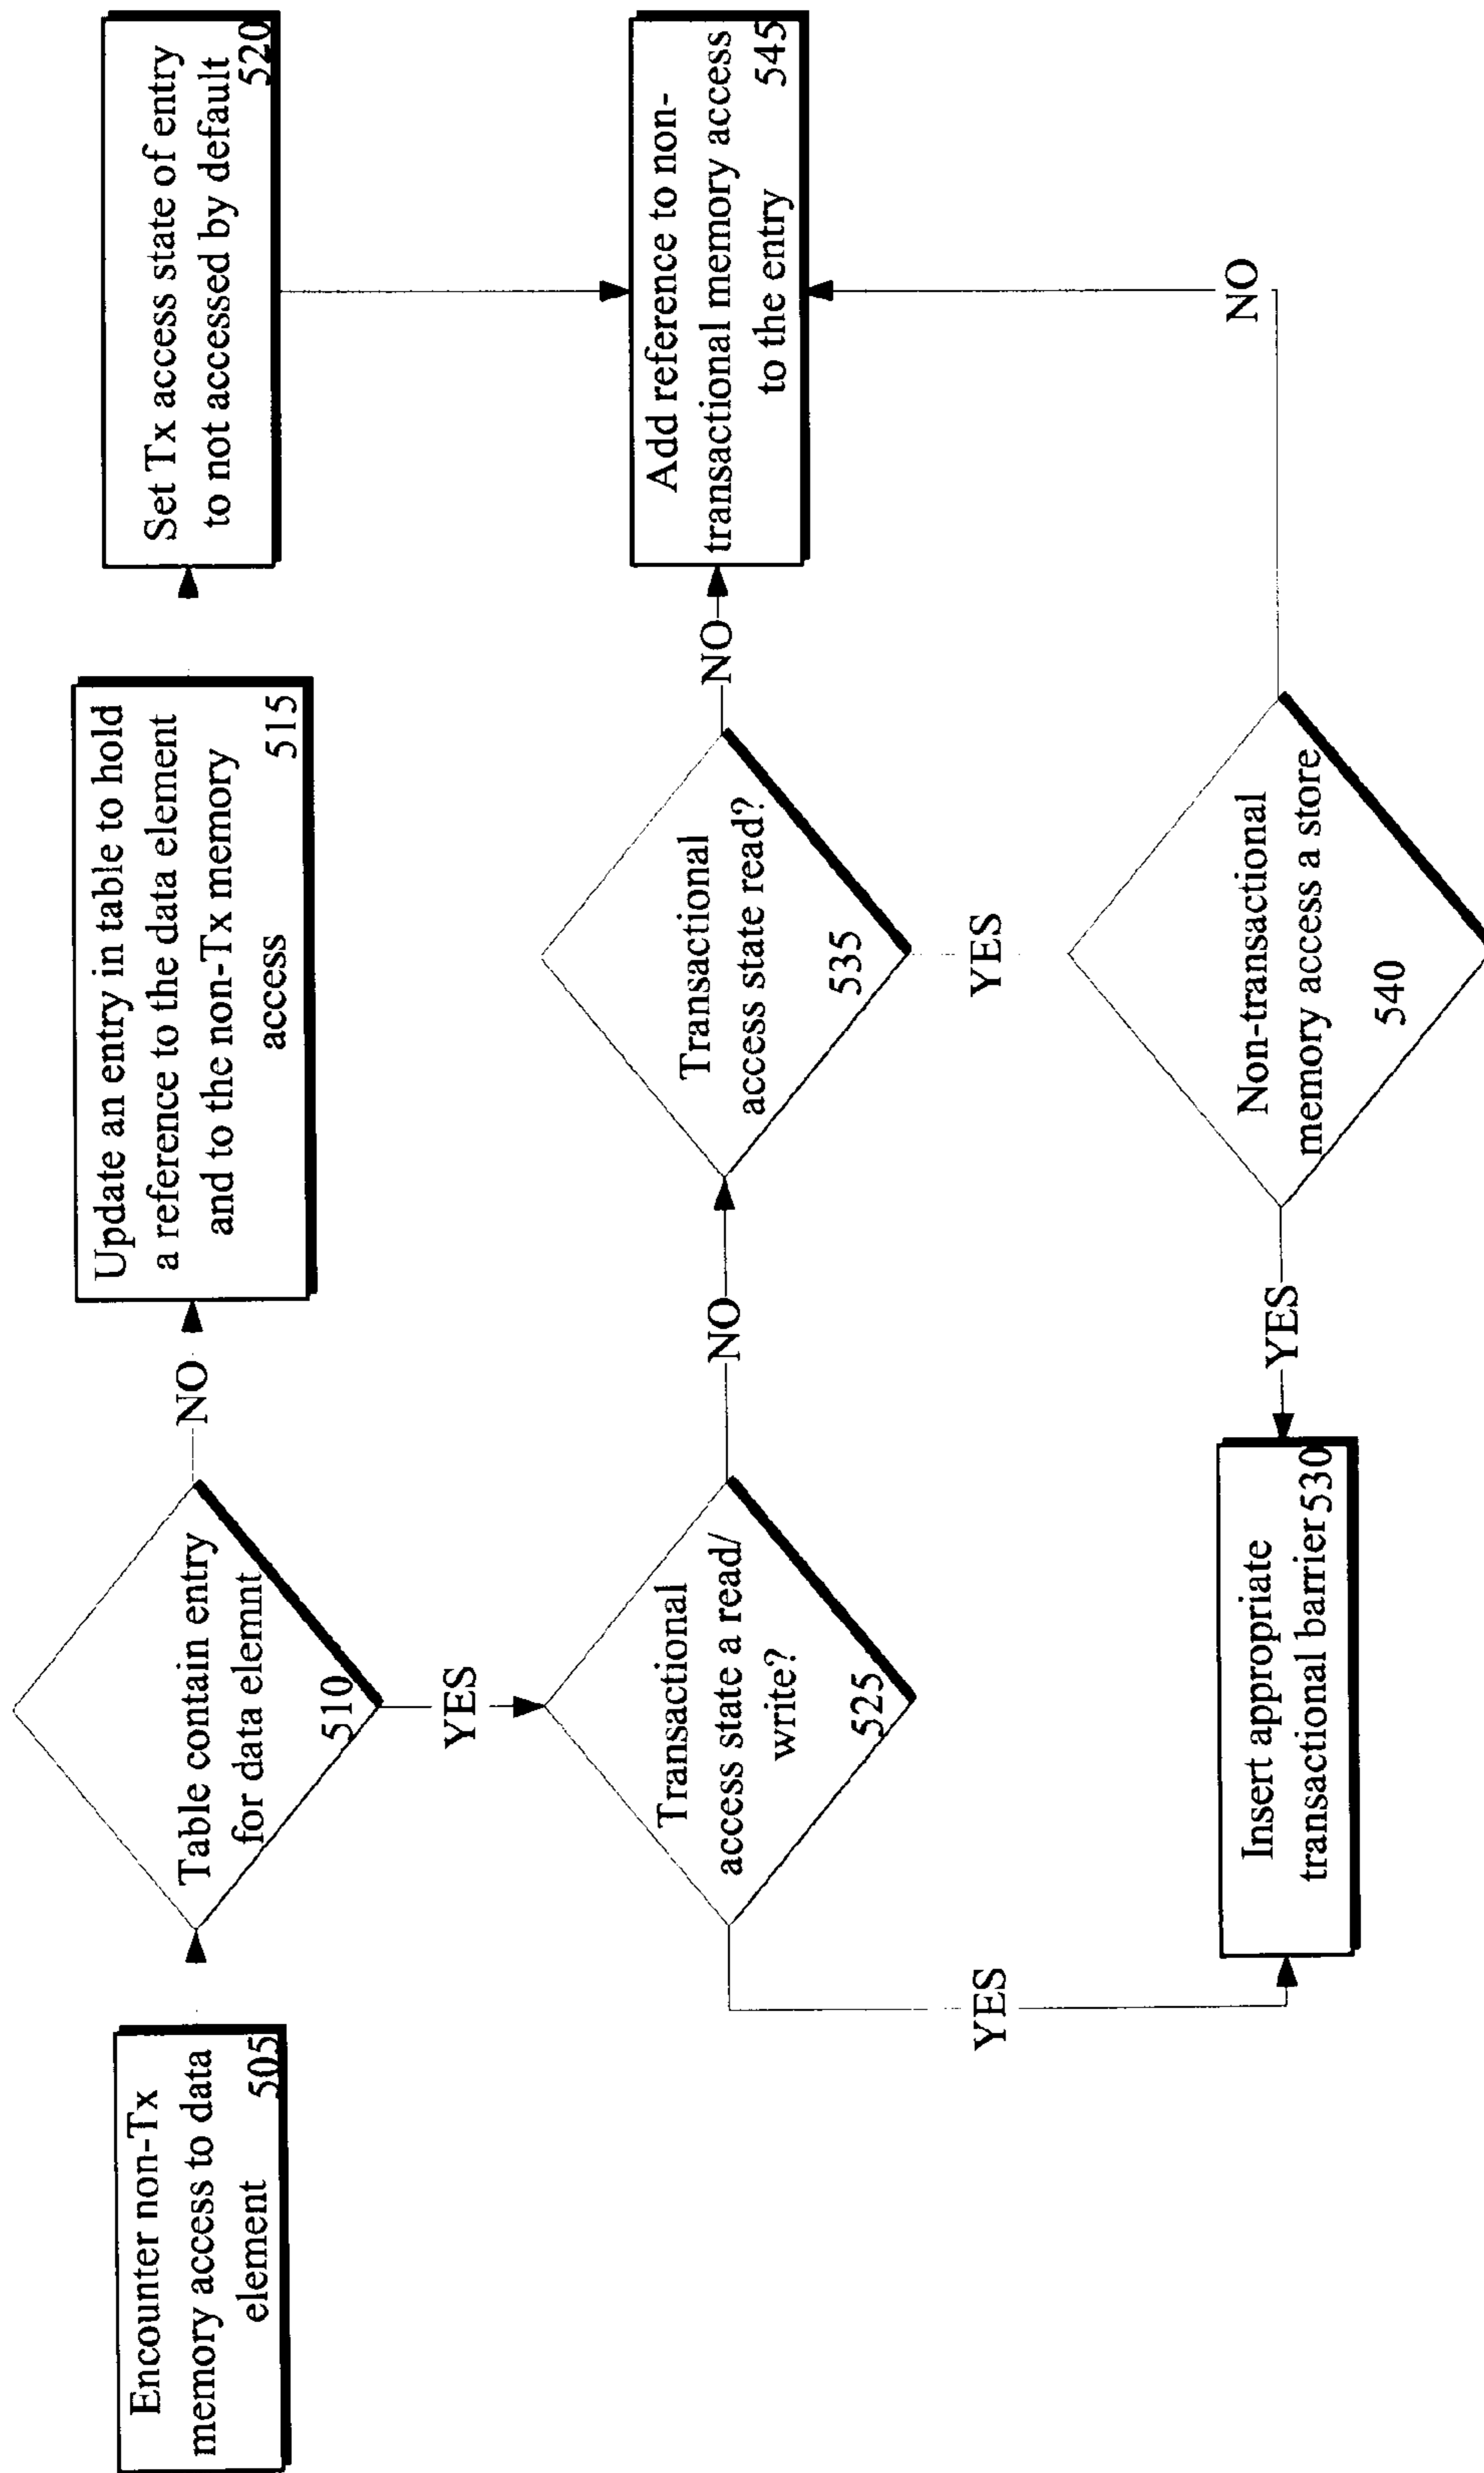 Encounter non-Tx
memory access to data
element
505
Table contain entry
for data elemnt
510
NO
Update an entry in table to hold
a reference to the data element
and to the non-Tx memory
access
515
Set Tx access state of entry
to not accessed by default
520
YES
Transactional
access state a read/
write?
525
NO
Transactional
access state read?
535
NO
Add reference to non-
transactional memory access
to the entry
545
YES
YES
Insert appropriate
transactional barrier
530
YES
Non-transactional
memory access a store
540
NO